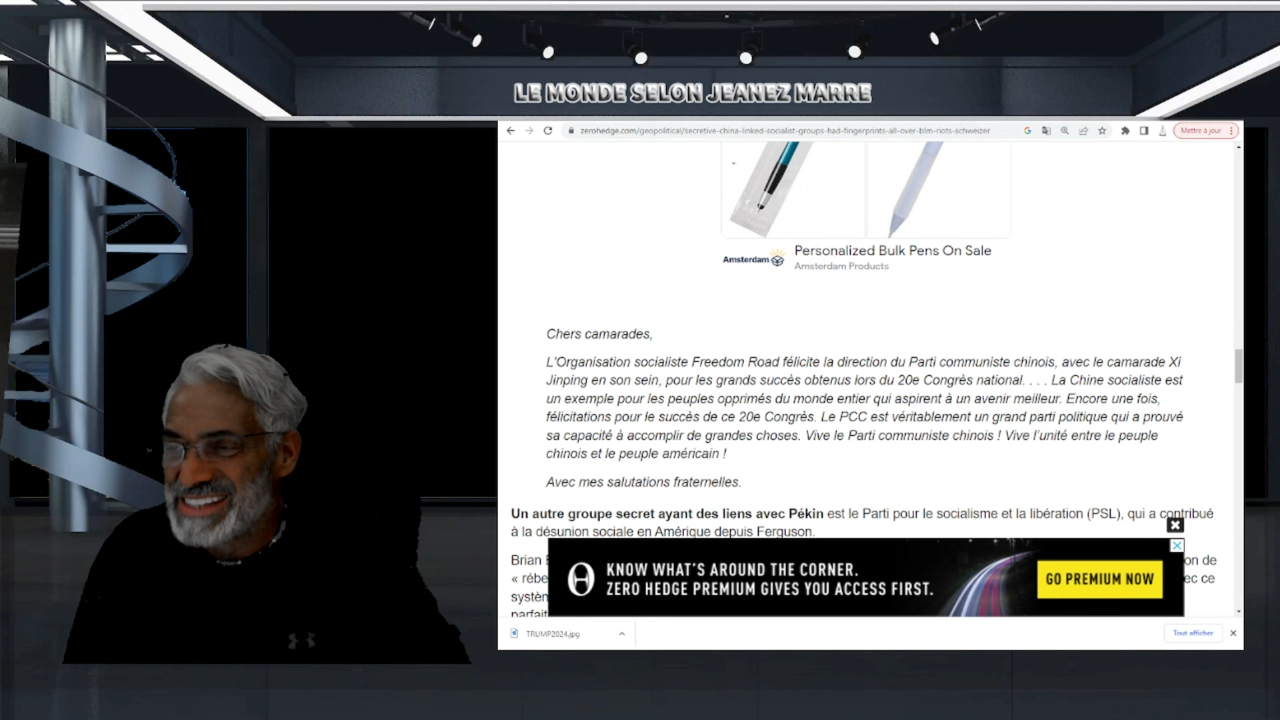 LE MONDE SELON JEANEZ MARRE
zerohedge.com/geopolitical/secretive-china-linked-socialist-groups-had-fingerprints-all-over-blm-riots-schweizer
Mettre à jour
Personalized Bulk Pens On Sale
Amsterdam
Amsterdam Products
Chers camarades,
L'Organisation socialiste Freedom Road félicite la direction du Parti communiste chinois, avec le camarade Xi
Jinping en son sein, pour les grands succès obtenus lors du 20e Congrès national. . . . La Chine socialiste est
un exemple pour les peuples opprimés du monde entier qui aspirent à un avenir meilleur. Encore une fois,
félicitations pour le succès de ce 20e Congrès. Le PCC est véritablement un grand parti politique qui a prouvé
sa capacité à accomplir de grandes choses. Vive le Parti communiste chinois ! Vive l'unité entre le peuple
chinois et le peuple américain !
Avec mes salutations fraternelles.
Un autre groupe secret ayant des liens avec Pékin est le Parti pour le socialisme et la libération (PSL), qui a contribué
à la désunion sociale en Amérique depuis Ferguson.
Brian
on de
« rébe
ec ce
systè
parfait
KNOW WHAT'S AROUND THE CORNER.
ZERO HEDGE PREMIUM GIVES YOU ACCESS FIRST.
GO PREMIUM NOW
TRUMP2024.jpg
Tout afficher